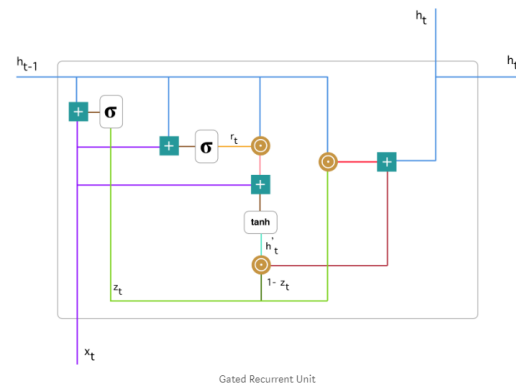 h_t
h_t-1
h_t
+
σ
+
σ
r_t
+
+
tanh
h'_t
1- z_t
z_t
x_t
Gated Recurrent Unit